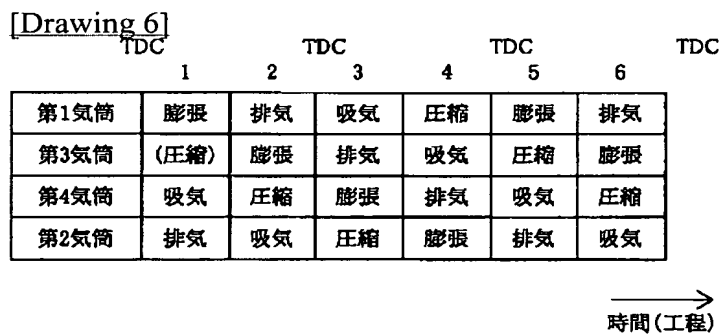 [Drawing 6]
TDC TDC TDC TDC
1 2 3 4 5 6
第1気筒 膨張 排気 吸気 圧縮 膨張 排気
第3気筒 (圧縮) 膨張 排気 吸気 圧縮 膨張
第4気筒 吸気 圧縮 膨張 排気 吸気 圧縮
第2気筒 排気 吸気 圧縮 膨張 排気 吸気
時間(工程)